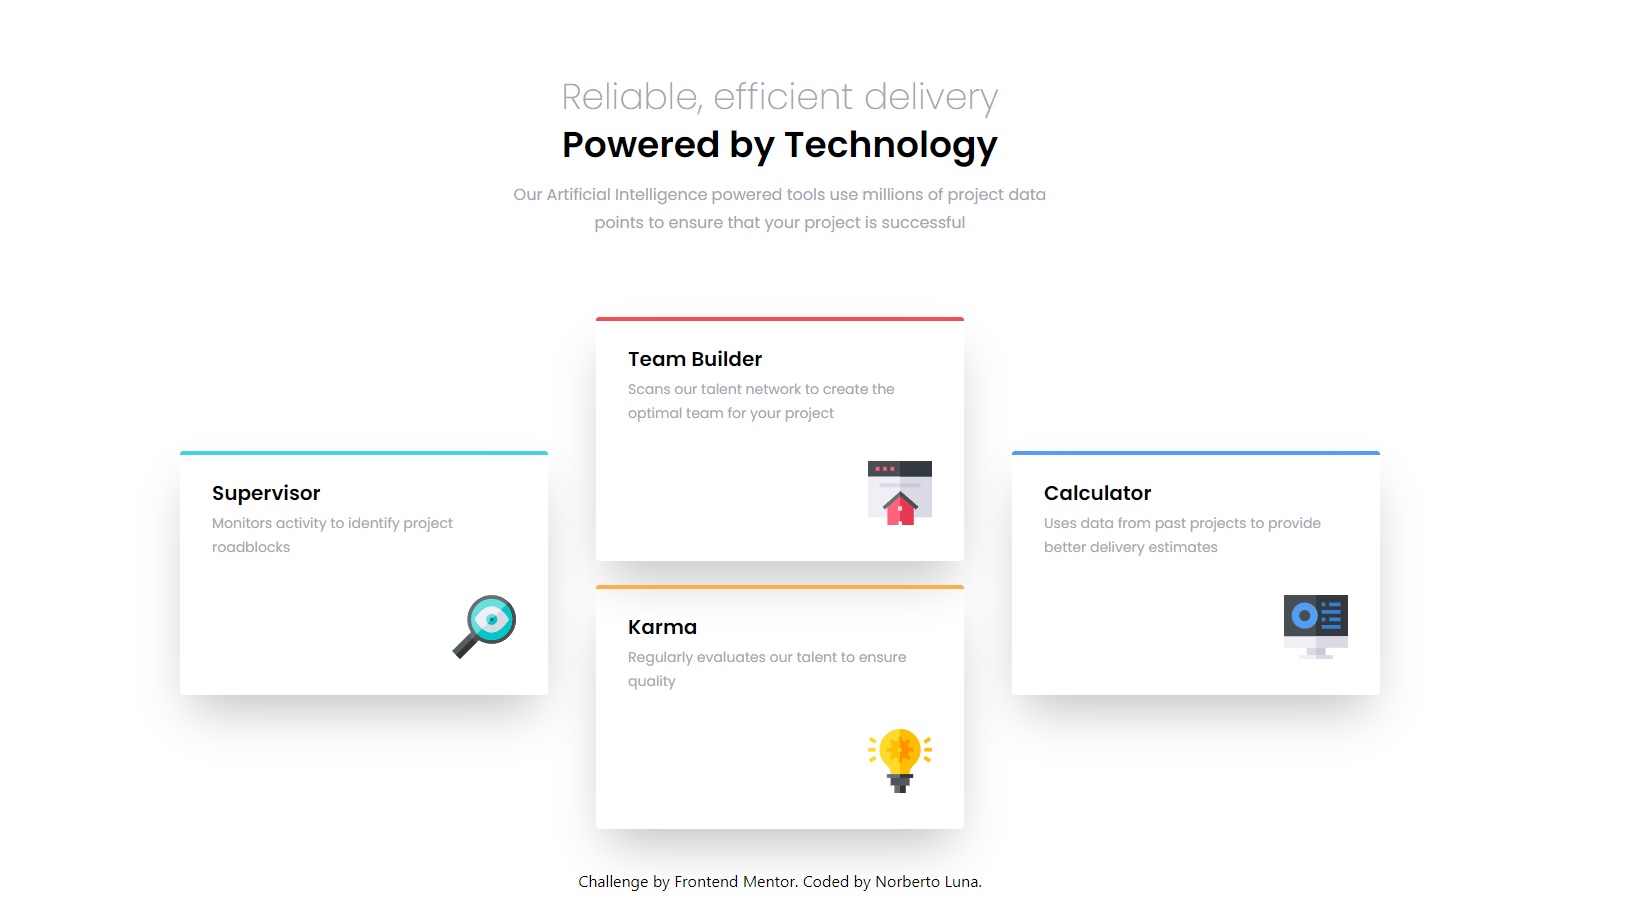 Reliable, efficient delivery
Powered by Technology
Our Artificial Intelligence powered tools use millions of project data
points to ensure that your project is successful
Team Builder
Scans our talent network to create the
optimal team for your project
Supervisor
Monitors activity to identify project
roadblocks
Calculator
Uses data from past projects to provide
better delivery estimates
Karma
Regularly evaluates our talent to ensure
quality
Challenge by Frontend Mentor. Coded by Norberto Luna.